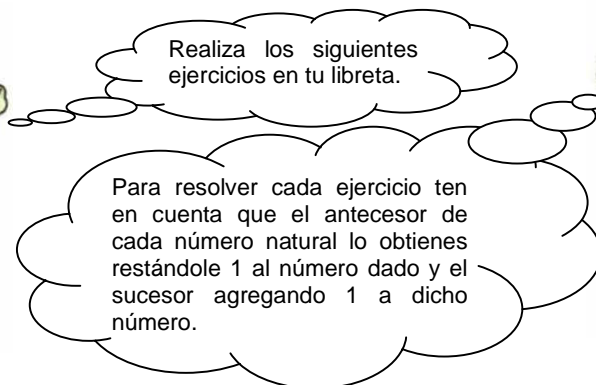 Realiza los siguientes
ejercicios en tu libreta.
Para resolver cada ejercicio ten
en cuenta que el antecesor de
cada número natural lo obtienes
restándole 1 al número dado y el
sucesor agregando 1 a dicho
número.